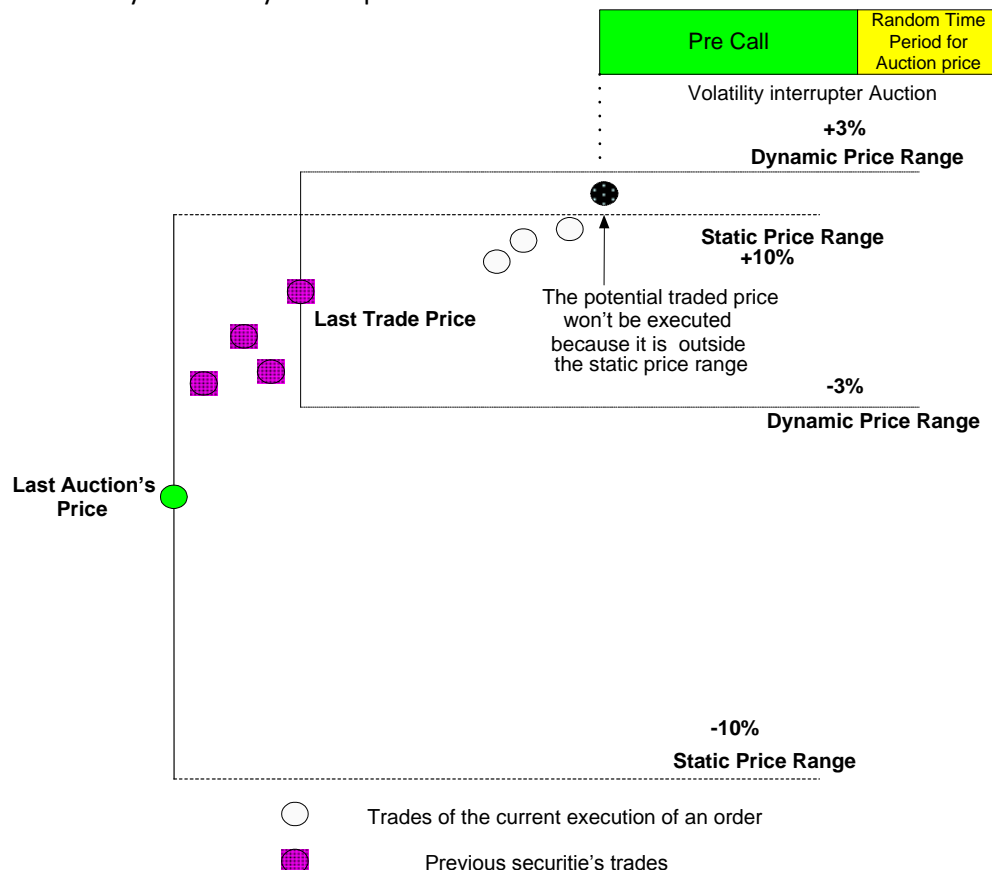 Pre Call
Random Time
Period for
Auction price
Volatility interrupter Auction
+3%
Dynamic Price Range
Static Price Range
+10%
The potential traded price
won't be executed
because it is outside
the static price range
Last Trade Price
-3%
Dynamic Price Range
Last Auction's
Price
-10%
Static Price Range
Trades of the current execution of an order
Previous securitie's trades